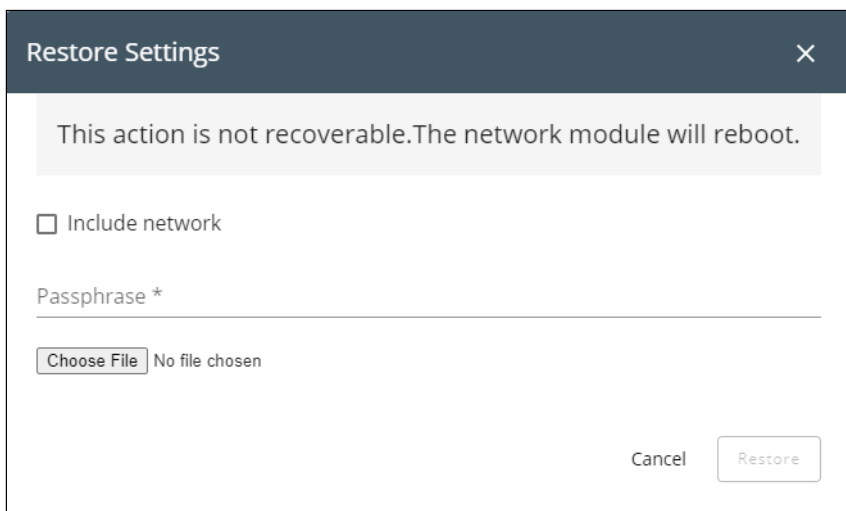 Restore Settings
This action is not recoverable.The network module will reboot.
Include network
Passphrase *
Choose File No file chosen
Cancel Restore